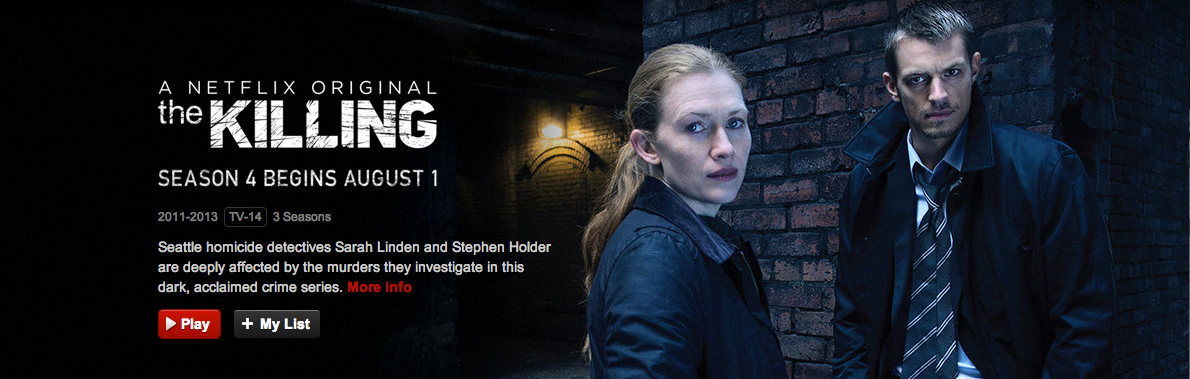 A NETFLIX ORIGINAL
the KILLING
SEASON 4 BEGINS AUGUST 1
2011-2013 TV-14 3 Seasons
Seattle homicide detectives Sarah Linden and Stephen Holder
are deeply affected by the murders they investigate in this
dark, acclaimed crime series. More info
Play + My List